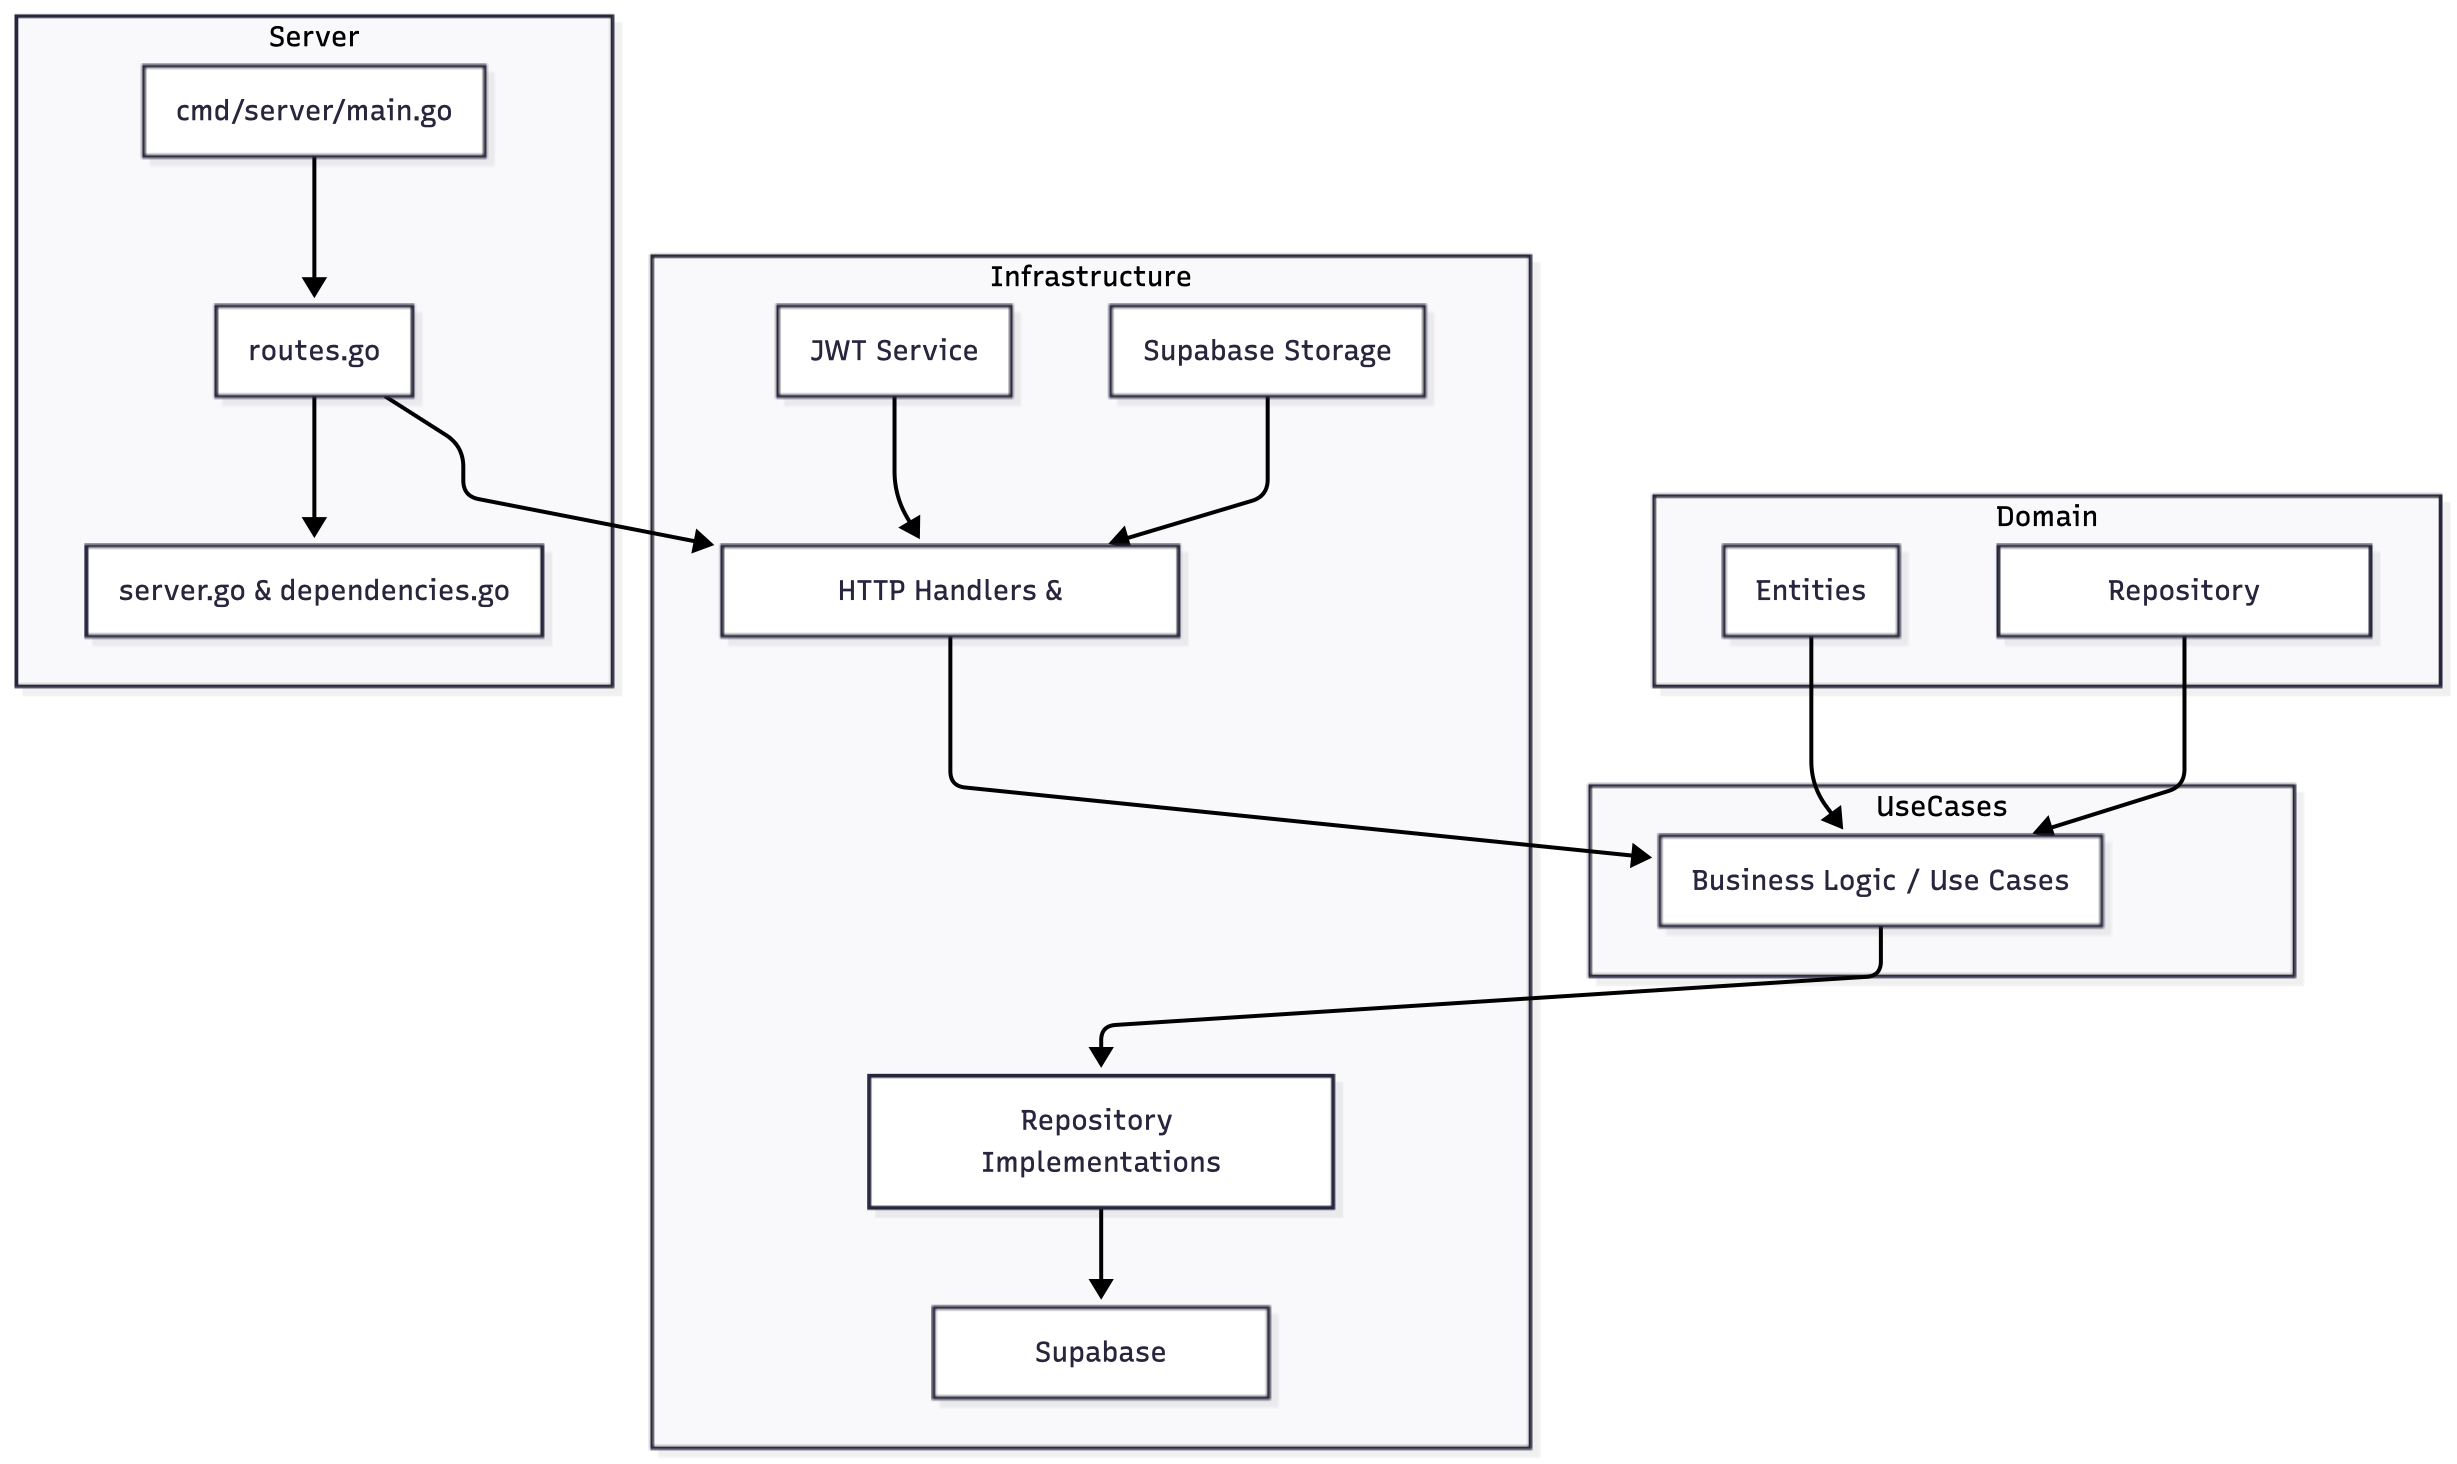 Server
cmd/server/main.go
routes.go
server.go & dependencies.go
Infrastructure
JWT Service
Supabase Storage
HTTP Handlers &
Domain
Entities
Repository
UseCases
Business Logic / Use Cases
Repository
Implementations
Supabase